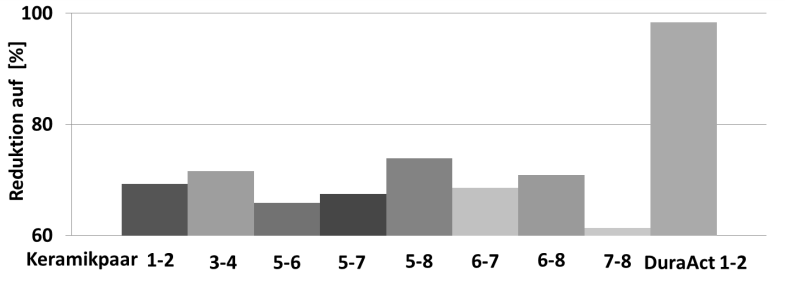 100
80
60
Reduktion auf [%]
Keramikpaar 1-2 3-4 5-6 5-7 5-8 6-7 6-8 7-8 DuraAct 1-2